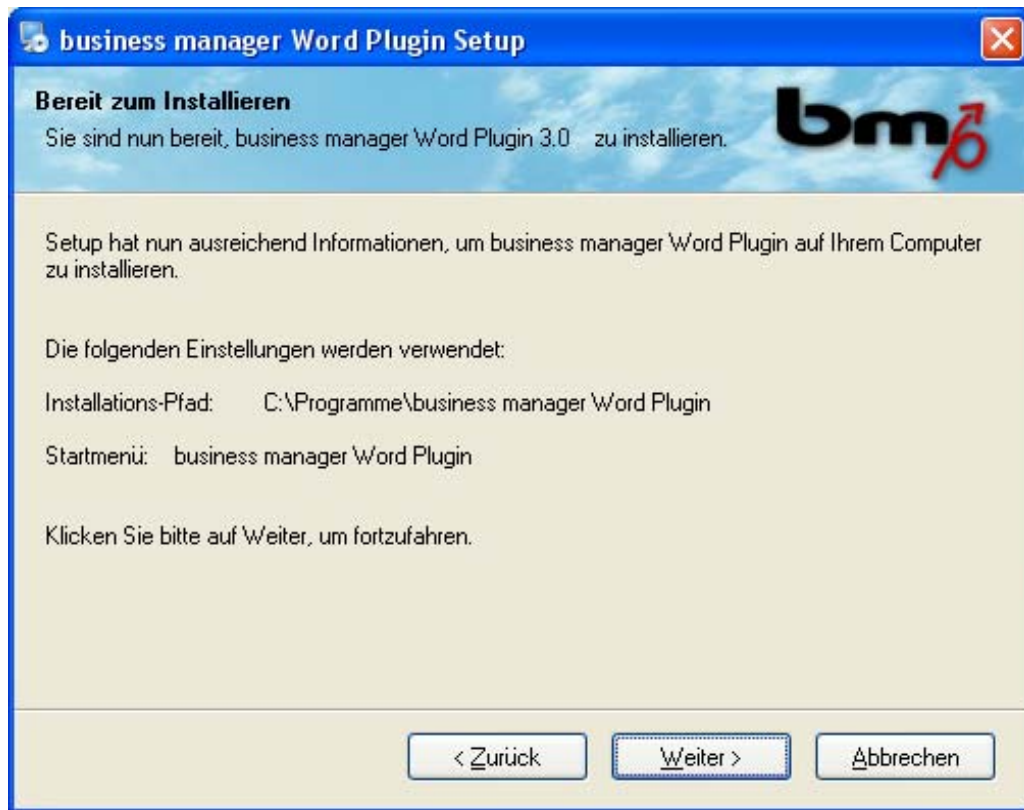 business manager Word Plugin Setup
Bereit zum Installieren
Sie sind nun bereit, business manager Word Plugin 3.0 zu installieren.
bm6
Setup hat nun ausreichend Informationen, um business manager Word Plugin auf Ihrem Computer
zu installieren.
Die folgenden Einstellungen werden verwendet:
Installations-Pfad: C:\Programme\business manager Word Plugin
Startmenü: business manager Word Plugin
Klicken Sie bitte auf Weiter, um fortzufahren.
< Zurück Weiter > Abbrechen